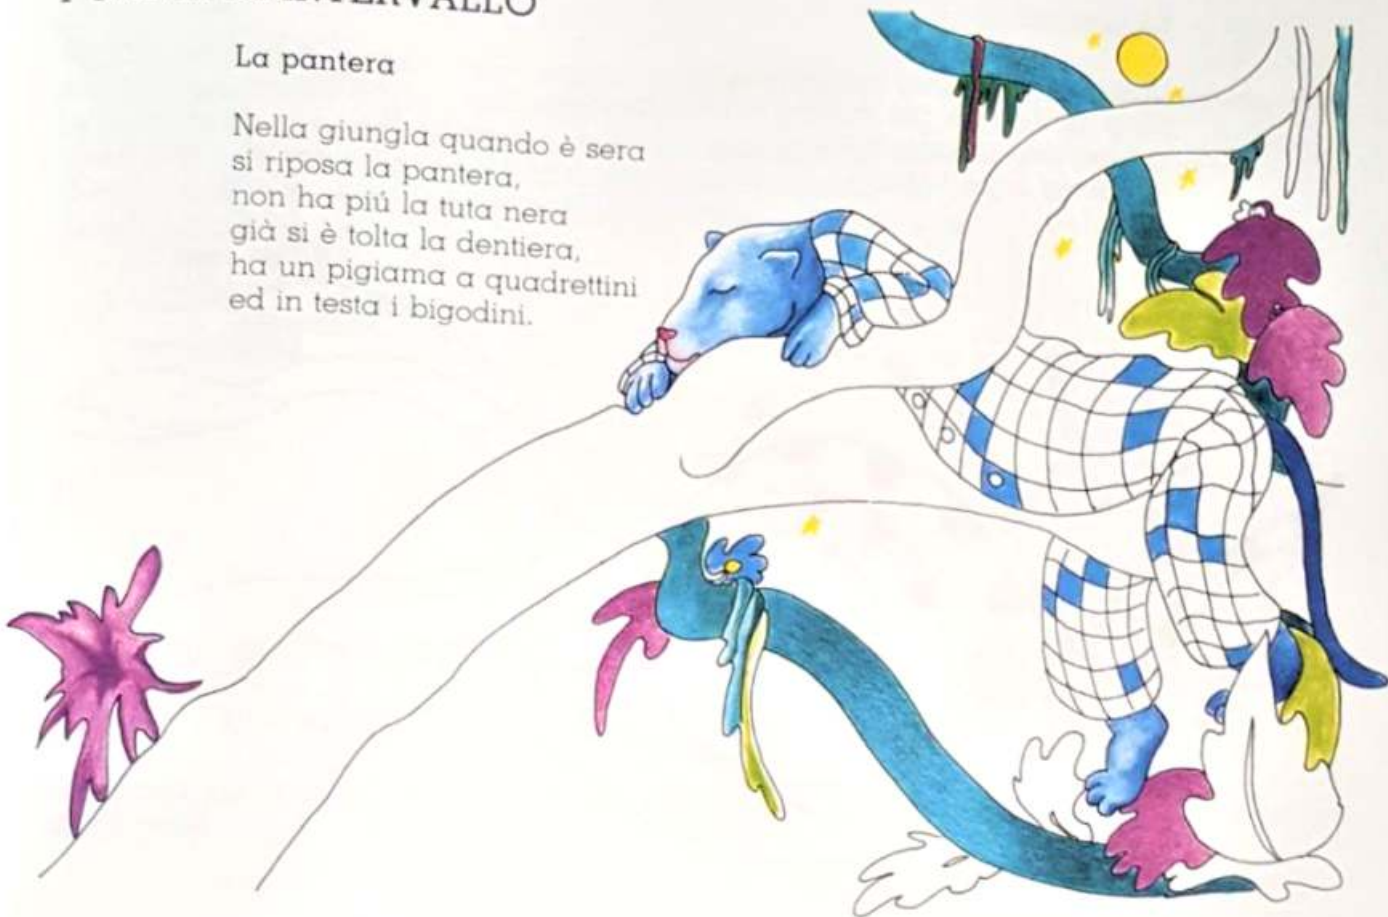 INTERVALLO
La pantera
Nella giungla quando è sera
si riposa la pantera,
non ha piú la tuta nera
già si è tolta la dentiera,
ha un pigiama a quadrettini
ed in testa i bigodini.